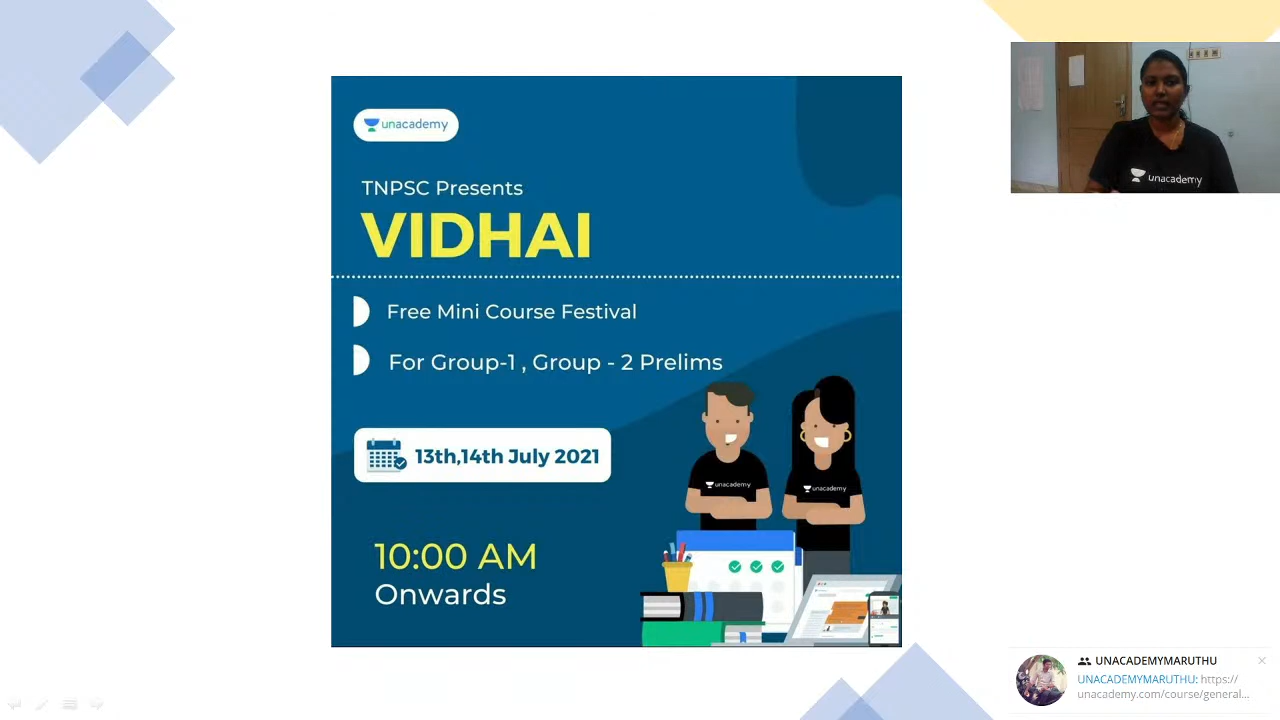 unacademy
TNPSC Presents
VIDHAI
Free Mini Course Festival
For Group-1 , Group - 2 Prelims
13th,14th July 2021
10:00 AM
Onwards
unacademy
unacademy
unacademy
UNACADEMYMARUTHU
UNACADEMYMARUTHU: https://
unacademy.com/course/general...